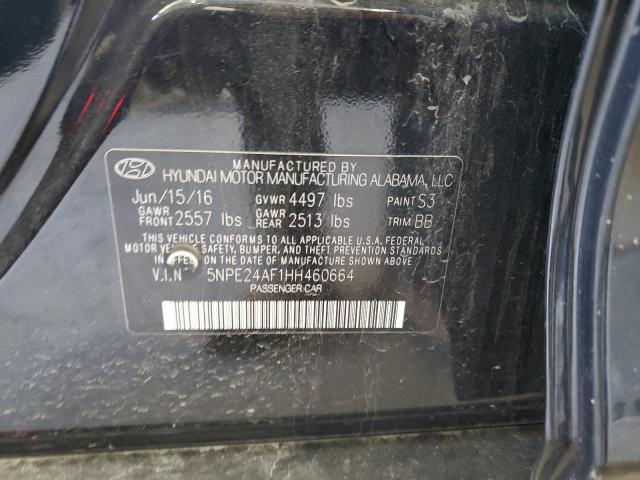 MANUFACTURED BY
HYUNDAI MOTOR MANUFACTURING ALABAMA, LLC
Jun/15/16 GVWR 4497 lbs PAINT S3
GAWR FRONT 2557 lbs GAWR REAR 2513 lbs TRIM BB
THIS VEHICLE CONFORMS TO ALL APPLICABLE U.S.A. FEDERAL
MOTOR SAFETY, BUMPER, AND THEFT PREVENTION STANDARDS
IN EFFECT ON THE DATE OF MANUFACTURE SHOWN ABOVE.
V.I.N 5NPE24AF1HH460664
PASSENGER CAR